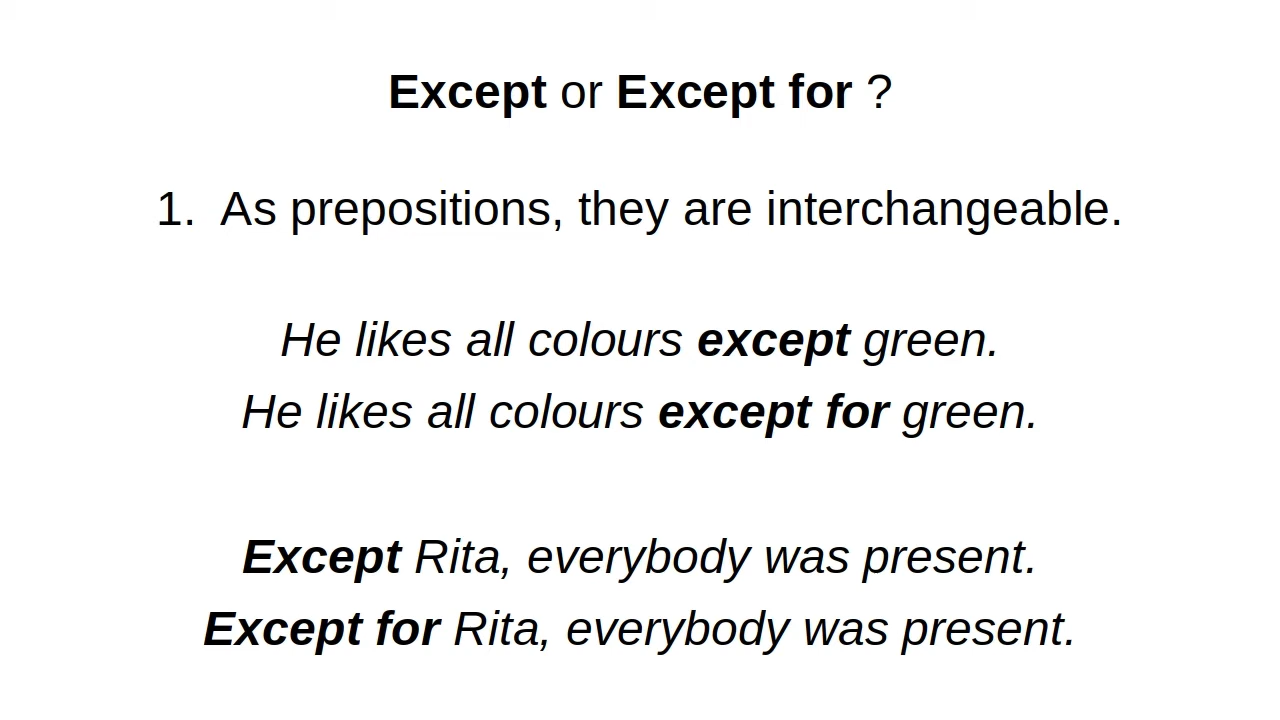 Except or Except for ?
1. As prepositions, they are interchangeable.
He likes all colours except green.
He likes all colours except for green.
Except Rita, everybody was present.
Except for Rita, everybody was present.